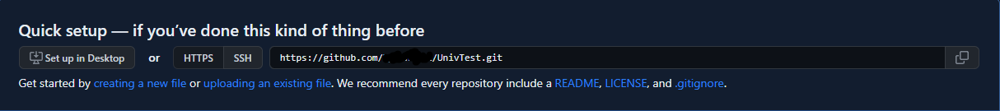 Quick setup — if you’ve done this kind of thing before
Set up in Desktop or HTTPS SSH https://github.com/ /UnivTest.git
Get started by creating a new file or uploading an existing file. We recommend every repository include a README, LICENSE, and .gitignore.